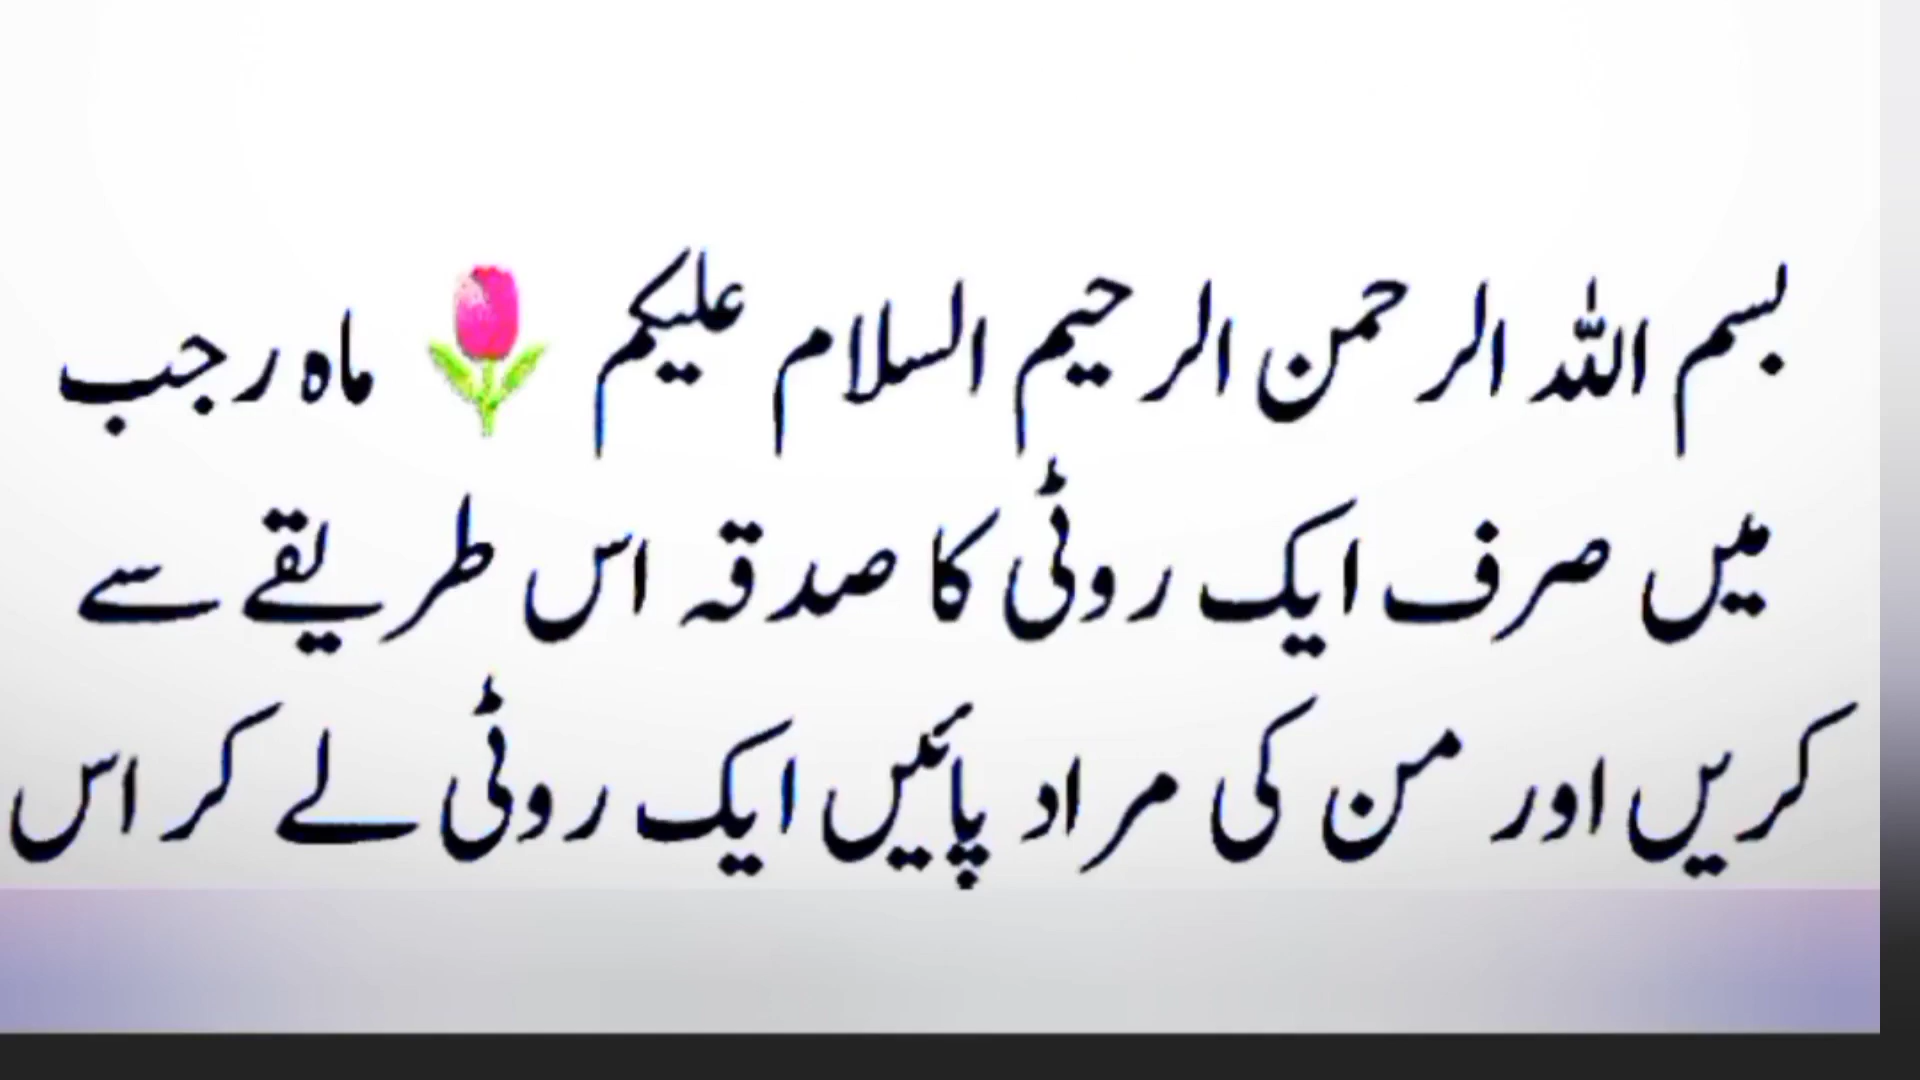 بسم اللہ الرحمن الرحیم السلام علیکم 🌷 ماہ رجب
میں صرف ایک روٹی کا صدقہ اس طریقے سے
کریں اور من کی مراد پائیں ایک روٹی لے کر اس